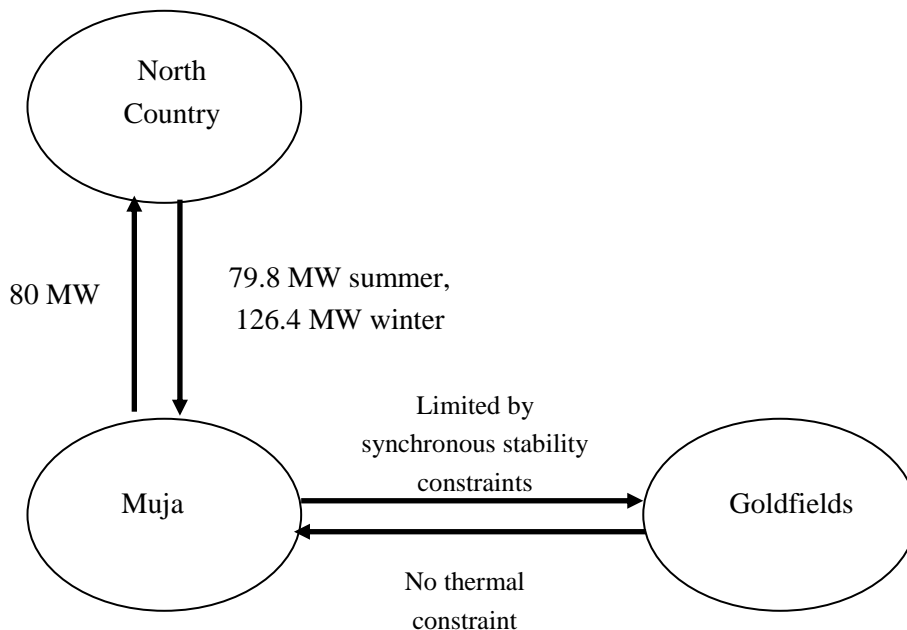 North
Country
80 MW
79.8 MW summer,
126.4 MW winter
Limited by
synchronous stability
constraints
Muja
Goldfields
No thermal
constraint